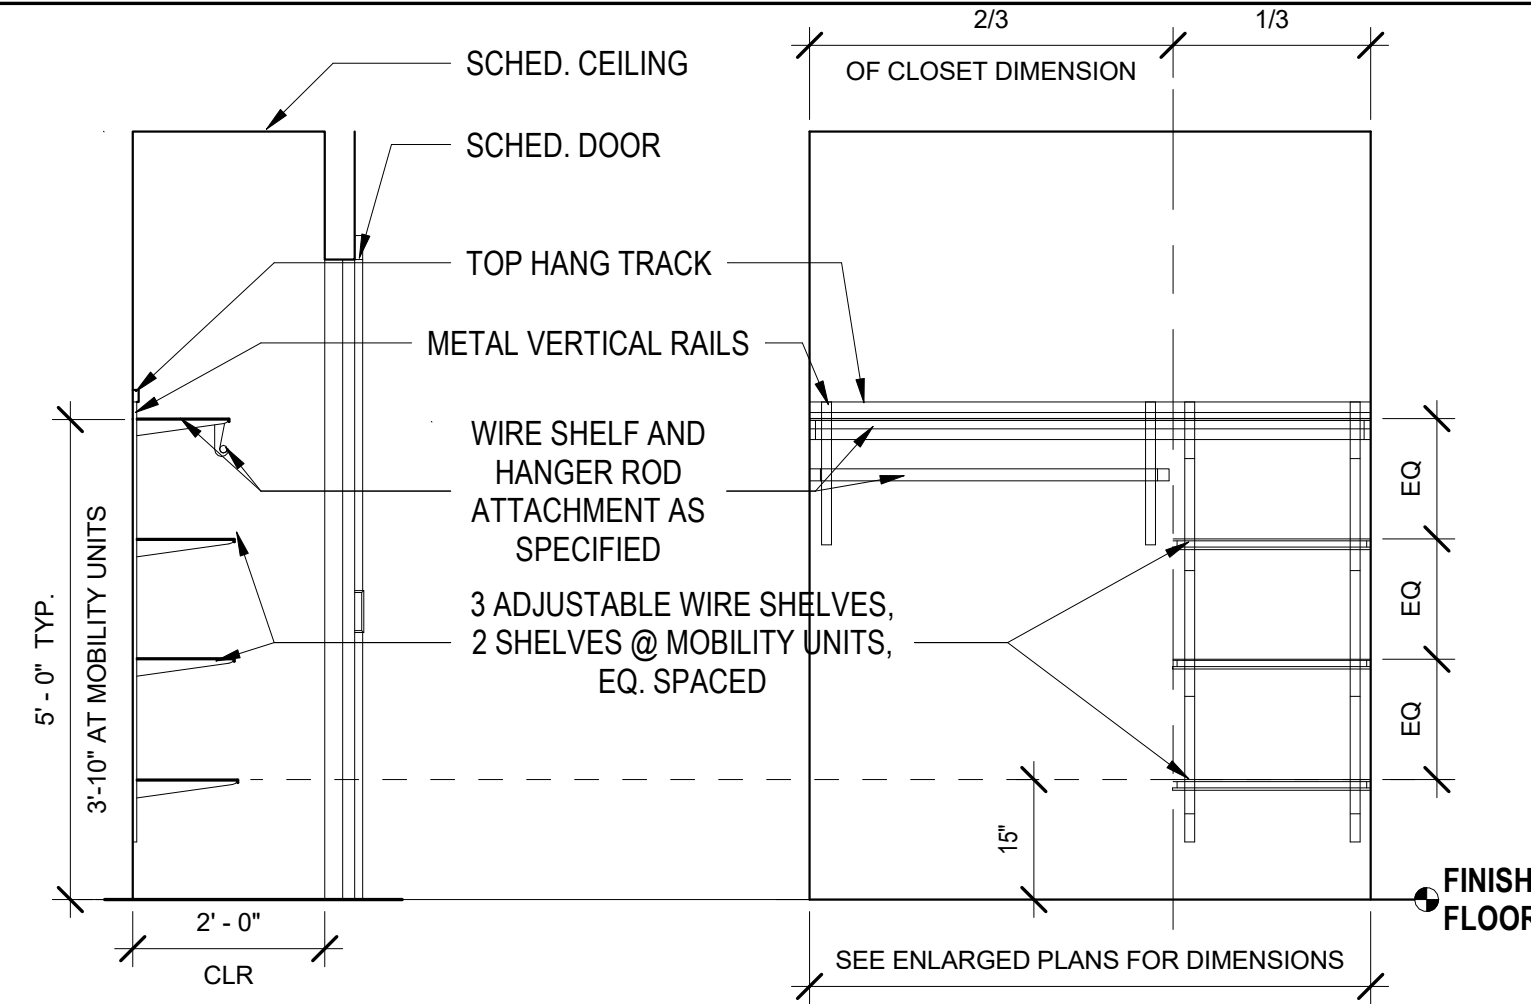 2/3
1/3
OF CLOSET DIMENSION
SCHED. CEILING
SCHED. DOOR
TOP HANG TRACK
METAL VERTICAL RAILS
WIRE SHELF AND
HANGER ROD
ATTACHMENT AS
SPECIFIED
3 ADJUSTABLE WIRE SHELVES,
2 SHELVES @ MOBILITY UNITS,
EQ. SPACED
5' - 0" TYP.
3'-10" AT MOBILITY UNITS
EQ
EQ
EQ
15"
FINISH
FLOOR
2' - 0"
CLR
SEE ENLARGED PLANS FOR DIMENSIONS